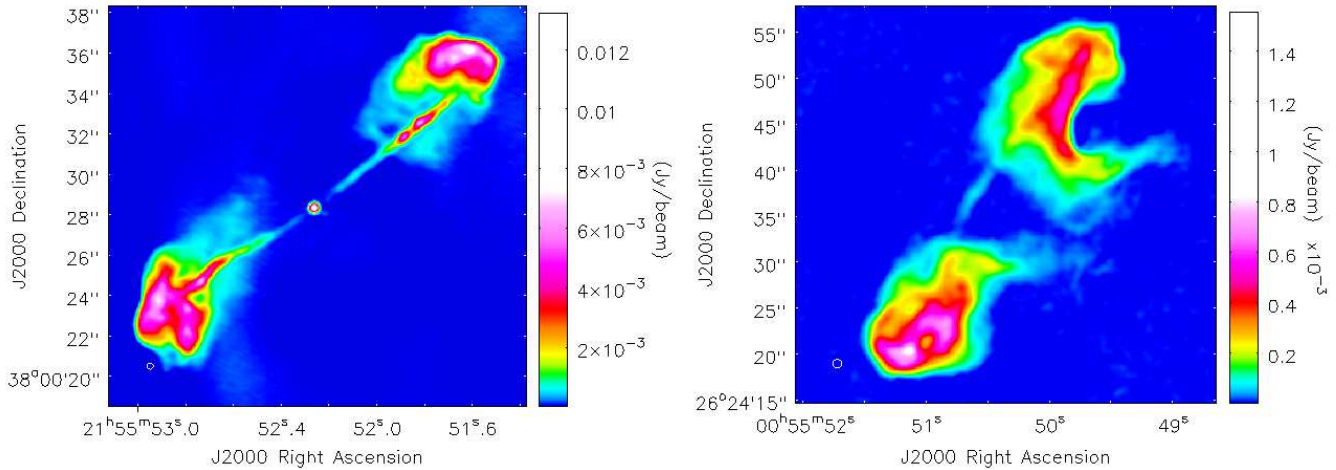 38''
36''
34''
32''
30''
28''
26''
24''
22''
38°00'20''
J2000 Declination
21ʰ55ᵐ53ˢ.0
52ˢ.4
52ˢ.0
51ˢ.6
J2000 Right Ascension
0.012
0.01
8×10⁻³
6×10⁻³
4×10⁻³
2×10⁻³
(Jy/beam)
55''
50''
45''
40''
35''
30''
25''
20''
26°24'15''
J2000 Declination
00ʰ55ᵐ52ˢ
51ˢ
50ˢ
49ˢ
J2000 Right Ascension
1.4
1.2
1
0.8
0.6
0.4
0.2
(Jy/beam) ×10⁻³